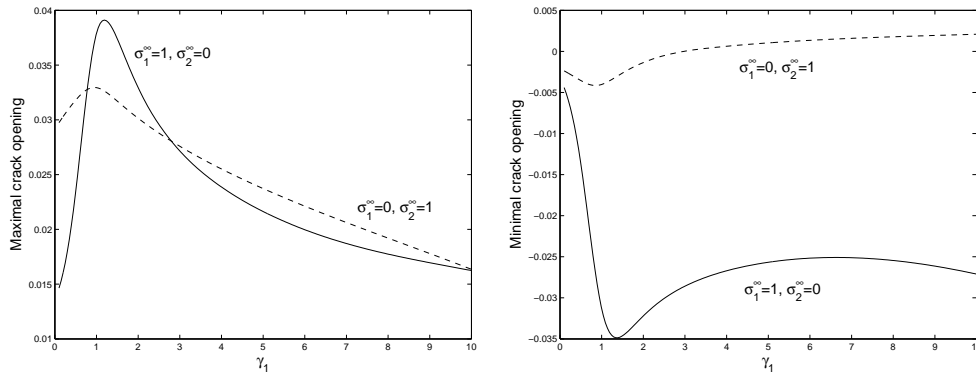 0.04
0.035
0.03
0.025
0.02
0.015
0.01
Maximal crack opening
σ₁^∞=1, σ₂^∞=0
σ₁^∞=0, σ₂^∞=1
0 1 2 3 4 5 6 7 8 9 10
γ₁
0.005
0
−0.005
−0.01
−0.015
−0.02
−0.025
−0.03
−0.035
Minimal crack opening
σ₁^∞=0, σ₂^∞=1
σ₁^∞=1, σ₂^∞=0
0 1 2 3 4 5 6 7 8 9 10
γ₁